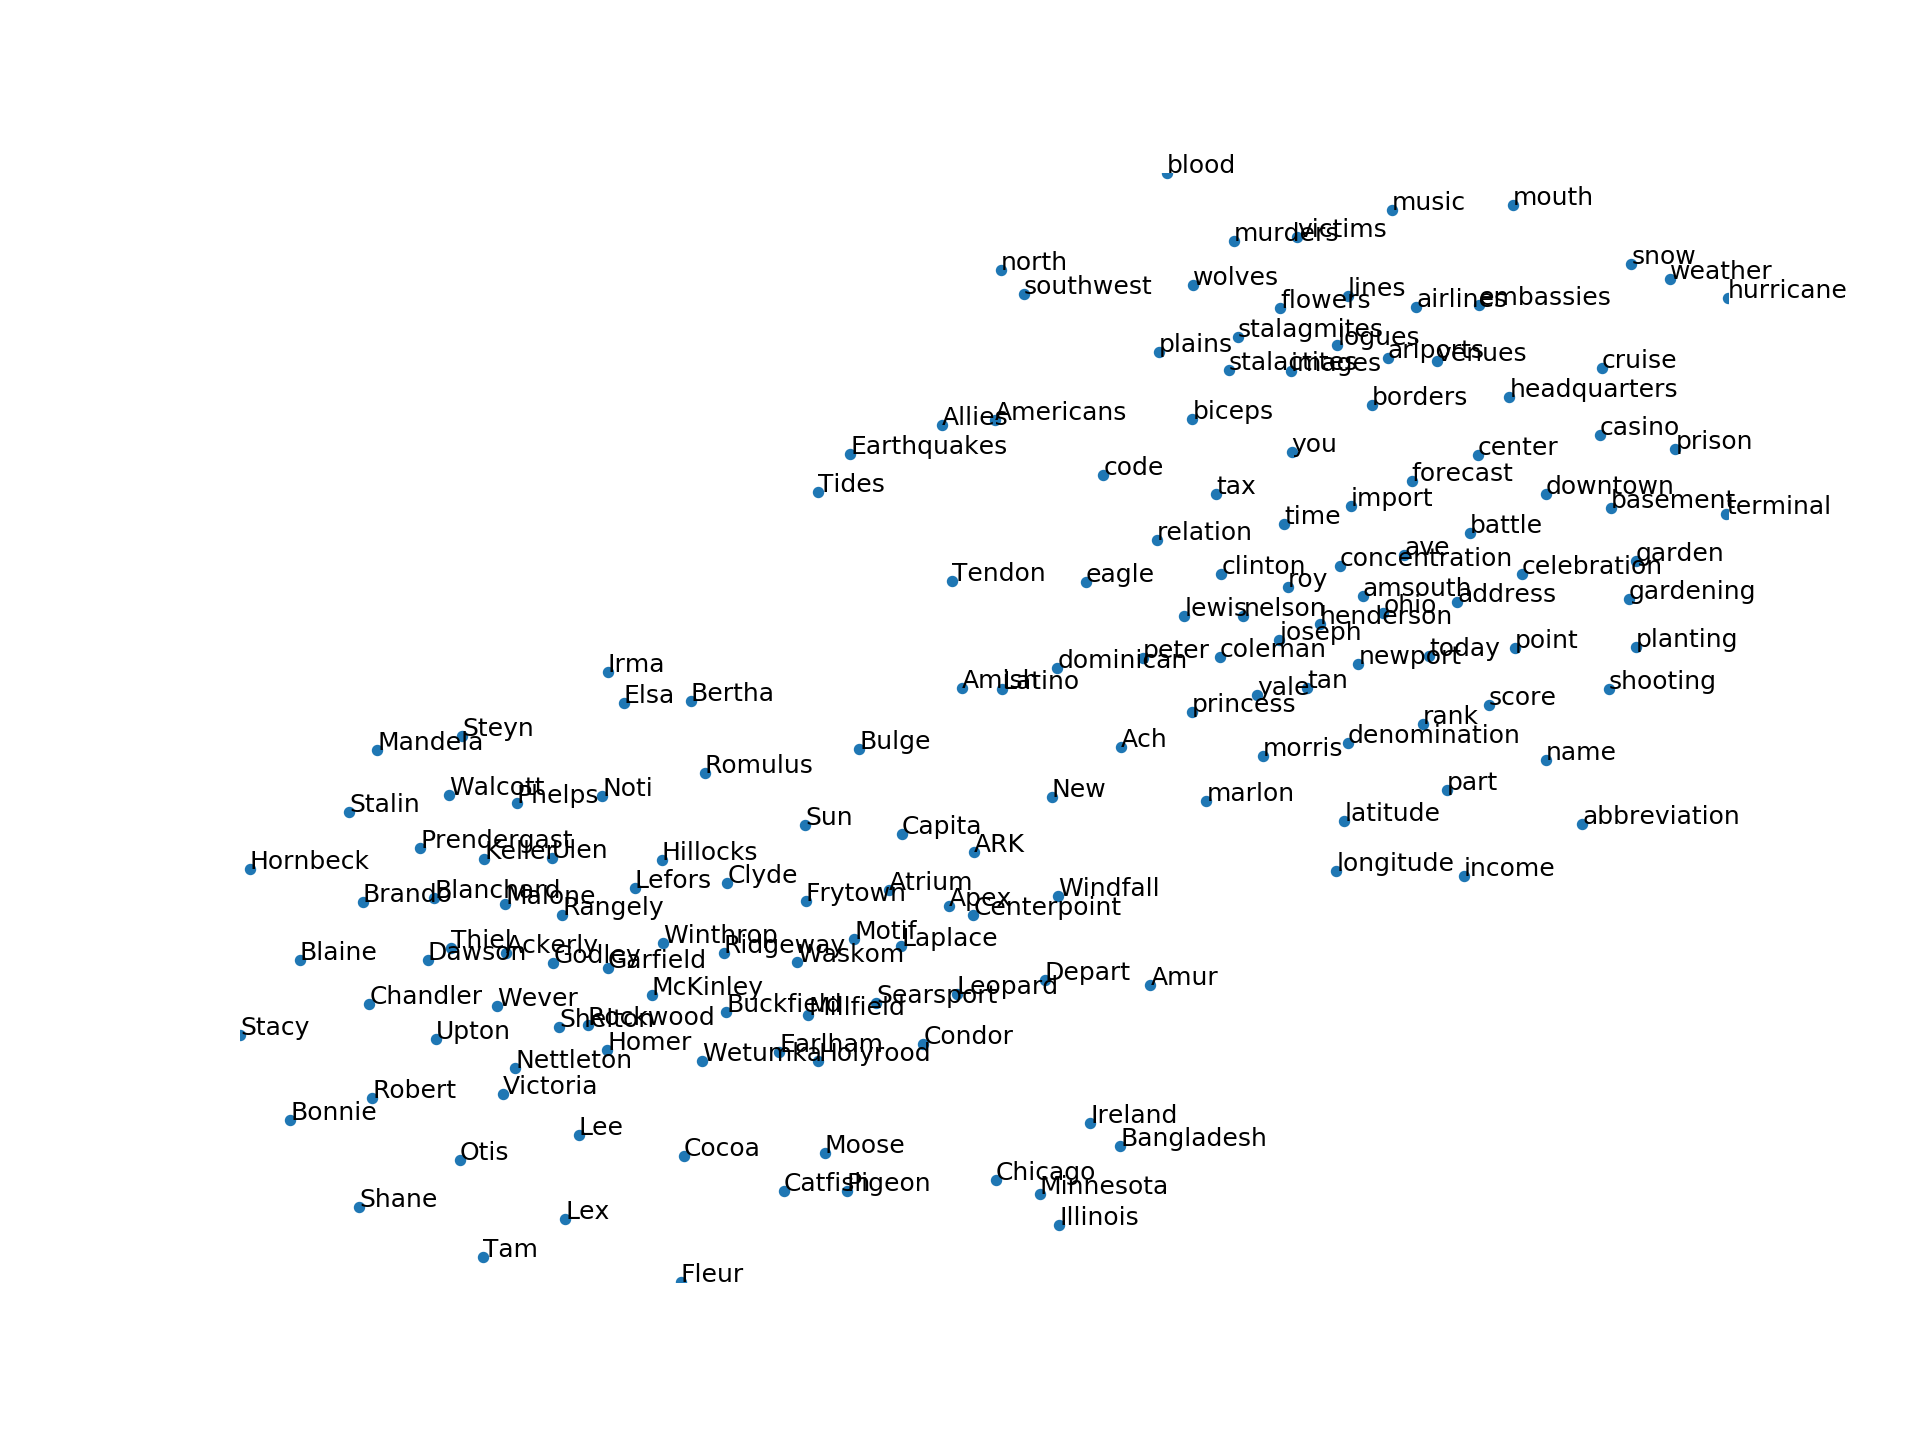 blood
mouth
music
victims
murders
snow
north
weather
wolves
southwest
lines
hurricane
embassies
airlines
flowers
stalagmites
logues
plains
ariports
venues
cruise
stalactites
images
headquarters
borders
Americans
biceps
Allies
casino
prison
you
Earthquakes
center
code
forecast
Tides
tax
downtown
import
basement
terminal
time
battle
relation
ave
garden
concentration
clinton
celebration
Tendon
eagle
roy
amsouth
gardening
address
ohio
lewis
nelson
henderson
joseph
point
planting
today
coleman
peter
newport
dominican
Irma
Amish
Latino
tan
shooting
yale
Elsa
Bertha
score
princess
rank
Steyn
denomination
Ach
Bulge
Mandela
morris
name
Romulus
part
New
Walcott
Noti
Phelps
marlon
Stalin
latitude
abbreviation
Sun
Capita
Prendergast
ARK
Keller
Ulen
Hillocks
Hornbeck
longitude
income
Clyde
Lefors
Atrium
Windfall
Blanchard
Brando
Malone
Frytown
Apex
Rangely
Centerpoint
Motif
Winthrop
Laplace
Thiel
Ackerly
Ridgeway
Blaine
Dawson
Godley
Waskom
Garfield
Depart
Amur
McKinley
Leopard
Chandler
Searsport
Wever
Buckfield
Millfield
Rockwood
Shelton
Stacy
Upton
Condor
Homer
Earlham
Wetumka
Holyrood
Nettleton
Victoria
Robert
Bonnie
Ireland
Lee
Bangladesh
Moose
Cocoa
Otis
Chicago
Catfish
Pigeon
Minnesota
Shane
Lex
Illinois
Tam
Fleur